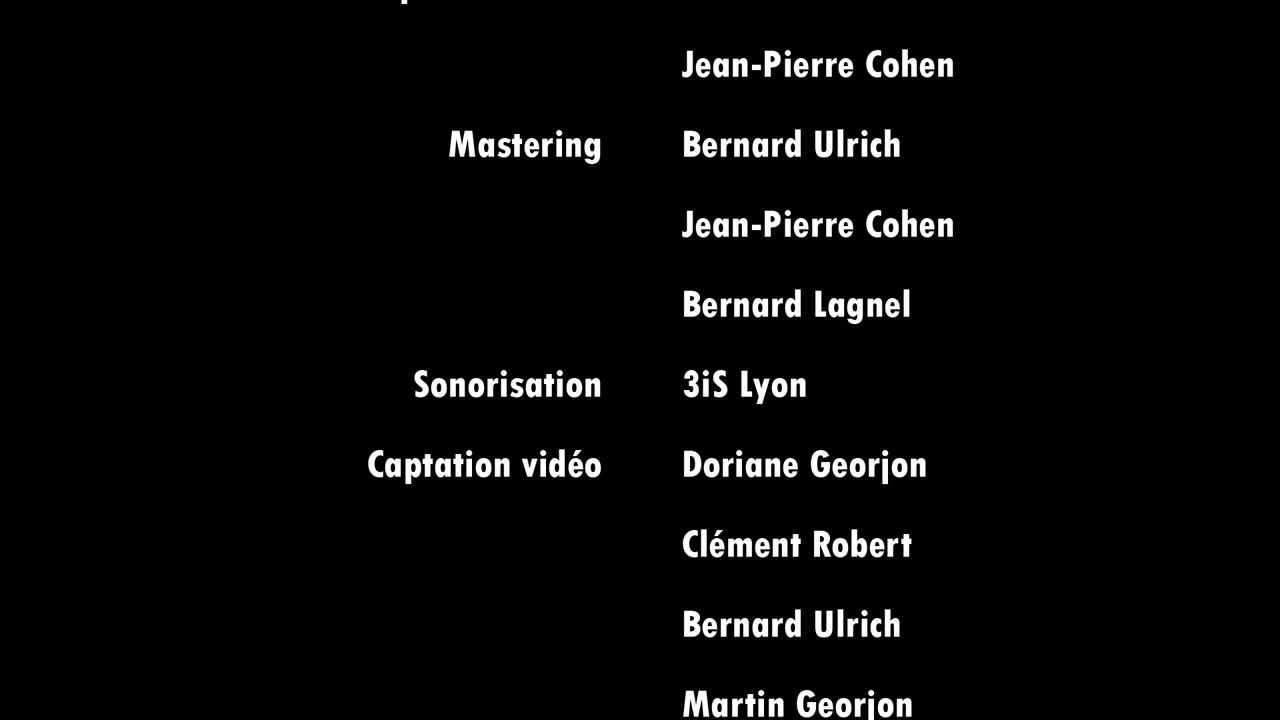 Jean-Pierre Cohen
Mastering Bernard Ulrich
Jean-Pierre Cohen
Bernard Lagnel
Sonorisation 3iS Lyon
Captation vidéo Doriane Georjon
Clément Robert
Bernard Ulrich
Martin Georjon